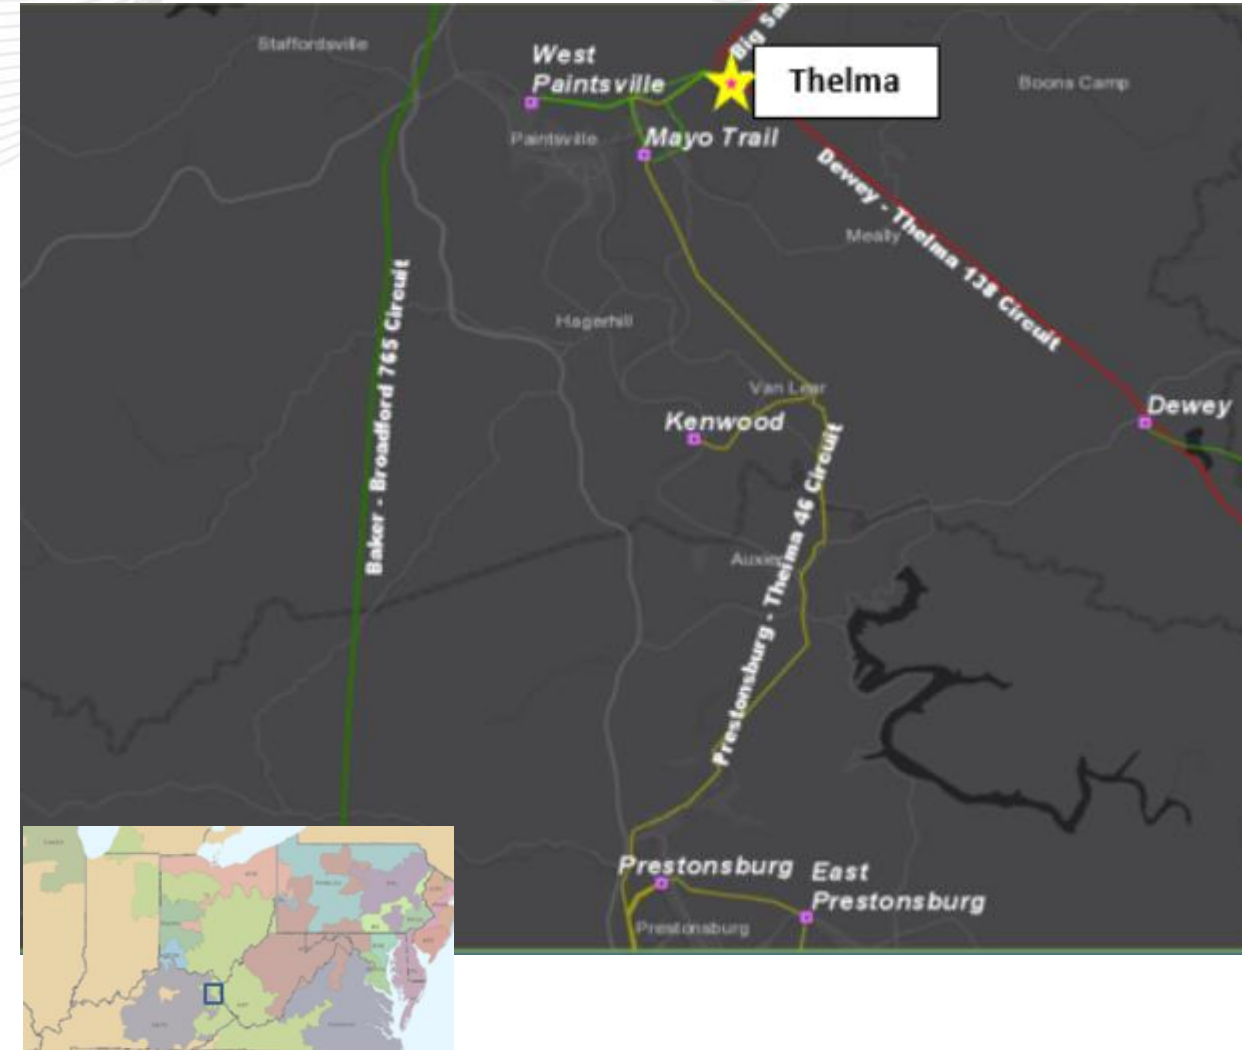 Staffordsville
West
Paintsville
Big Sa
Thelma
Boons Camp
Paintsville
Mayo Trail
Dewey - Thelma 138 Circuit
Meally
Baker - Broadford 765 Circuit
Hagerhill
Van Lear
Kenwood
Dewey
Prestonsburg - Thelma 46 Circuit
Auxier
Prestonsburg
East
Prestonsburg
Prestonsburg